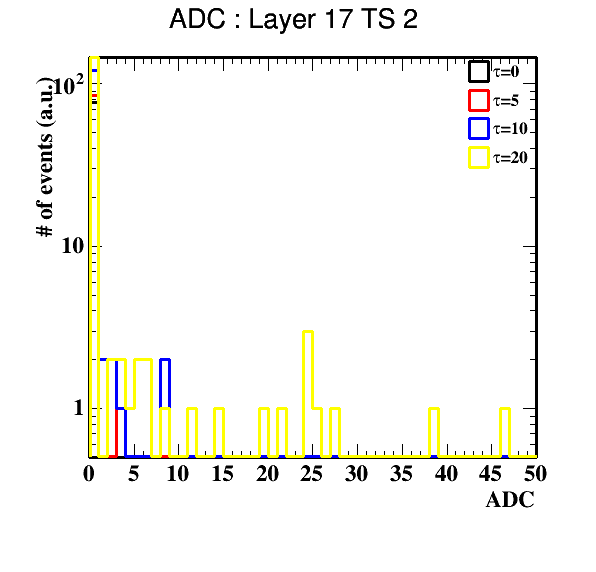 ADC : Layer 17 TS 2
# of events (a.u.)
10²
10
1
τ=0
τ=5
τ=10
τ=20
0 5 10 15 20 25 30 35 40 45 50
ADC